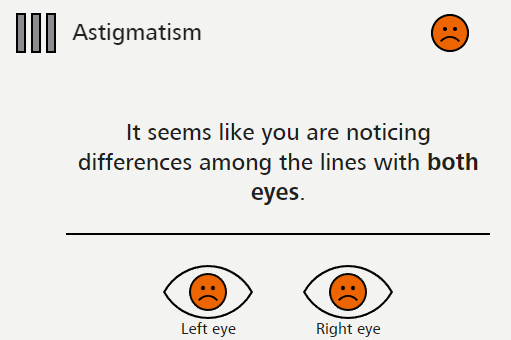 Astigmatism
It seems like you are noticing
differences among the lines with both
eyes.
Left eye
Right eye